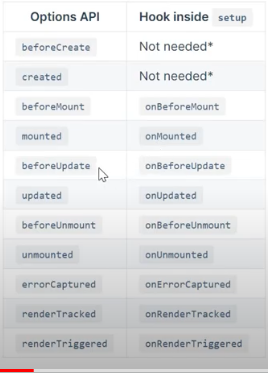 Options API Hook inside setup
beforeCreate Not needed*
created Not needed*
beforeMount onBeforeMount
mounted onMounted
beforeUpdate onBeforeUpdate
updated onUpdated
beforeUnmount onBeforeUnmount
unmounted onUnmounted
errorCaptured onErrorCaptured
renderTracked onRenderTracked
renderTriggered onRenderTriggered